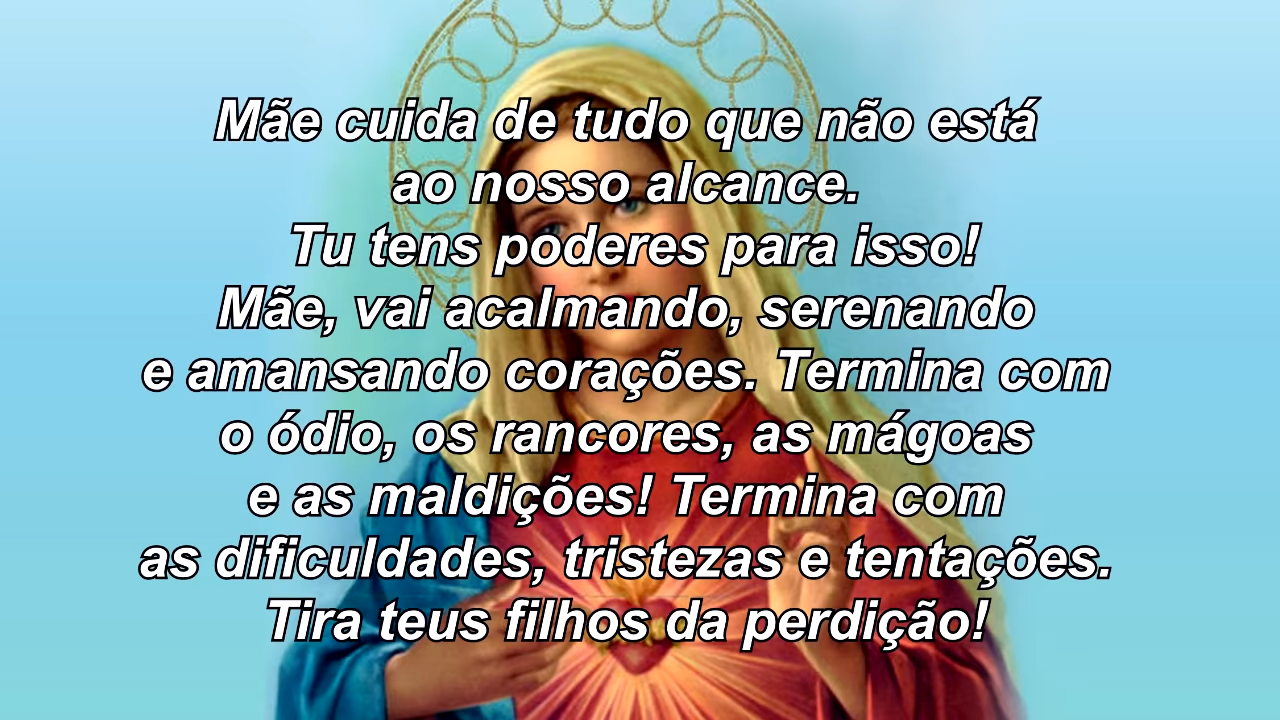 Mãe cuida de tudo que não está
ao nosso alcance.
Tu tens poderes para isso!
Mãe, vai acalmando, serenando
e amansando corações. Termina com
o ódio, os rancores, as mágoas
e as maldições! Termina com
as dificuldades, tristezas e tentações.
Tira teus filhos da perdição!